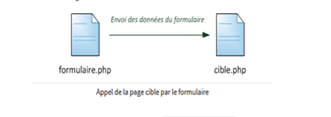 Envoi des données du formulaire
formulaire.php
cible.php
Appel de la page cible par le formulaire